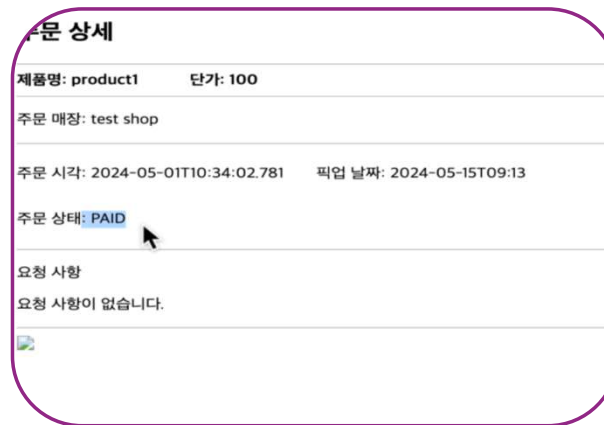 주문 상세
제품명: product1 단가: 100
주문 매장: test shop
주문 시각: 2024-05-01T10:34:02.781 픽업 날짜: 2024-05-15T09:13
주문 상태: PAID
요청 사항
요청 사항이 없습니다.